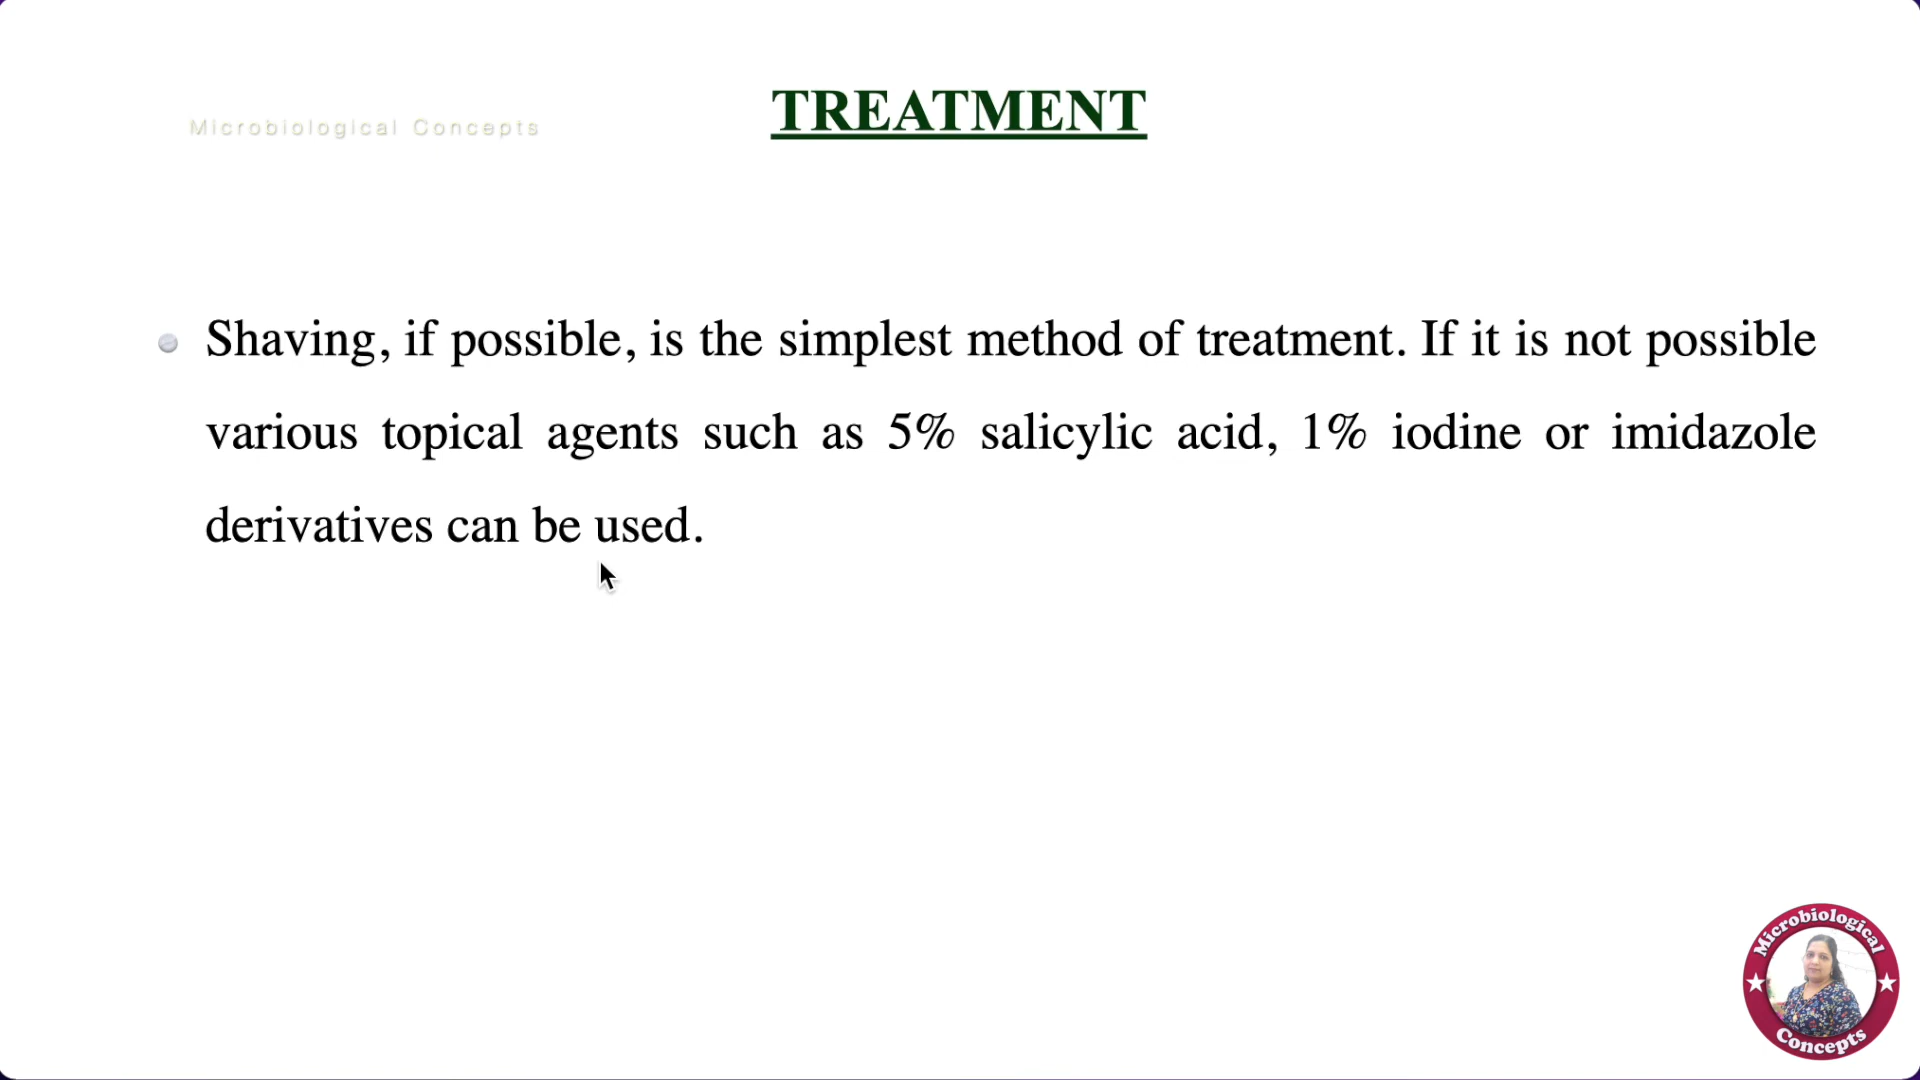 Microbiological Concepts
TREATMENT
Shaving, if possible, is the simplest method of treatment. If it is not possible
various topical agents such as 5% salicylic acid, 1% iodine or imidazole
derivatives can be used.
Microbiological
Concepts